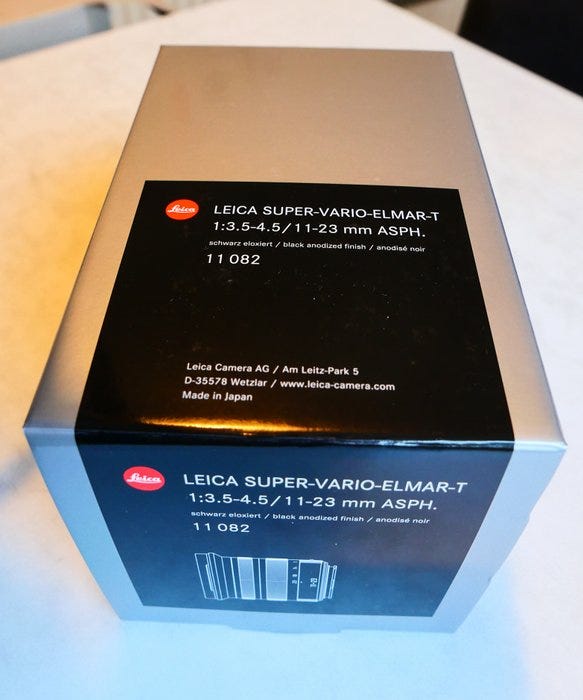 Leica
LEICA SUPER-VARIO-ELMAR-T
1:3.5-4.5/11-23 mm ASPH.
schwarz eloxiert / black anodized finish / anodisé noir
11 082
Leica Camera AG / Am Leitz-Park 5
D-35578 Wetzlar / www.leica-camera.com
Made in Japan
Leica
LEICA SUPER-VARIO-ELMAR-T
1:3.5-4.5/11-23 mm ASPH.
schwarz eloxiert / black anodized finish / anodisé noir
11 082
11-23